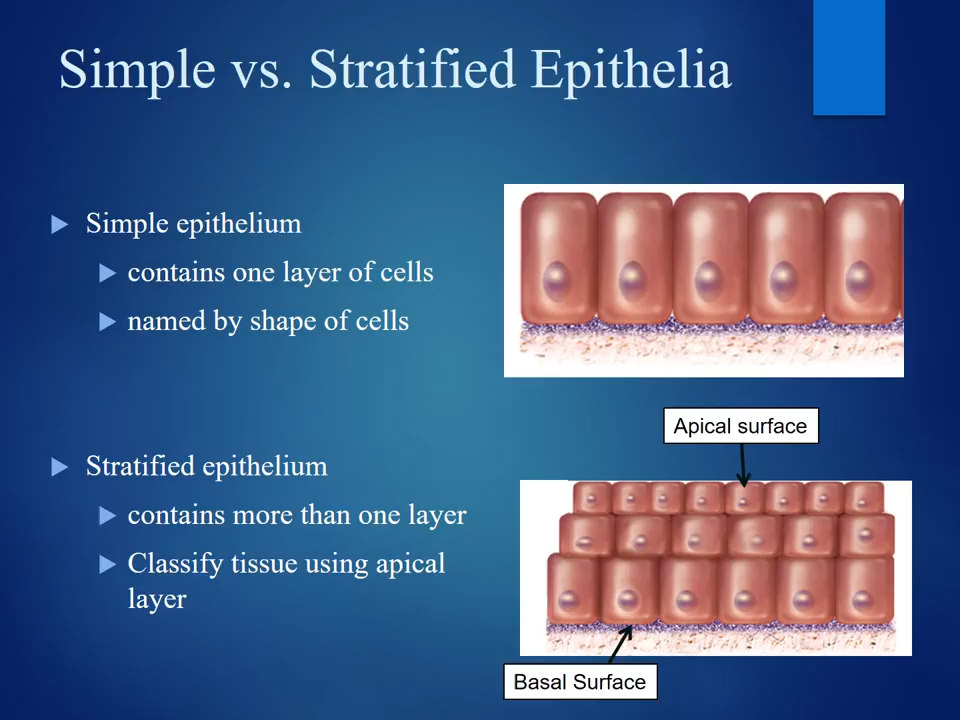 Simple vs. Stratified Epithelia
Simple epithelium
contains one layer of cells
named by shape of cells
Apical surface
Stratified epithelium
contains more than one layer
Classify tissue using apical
layer
Basal Surface